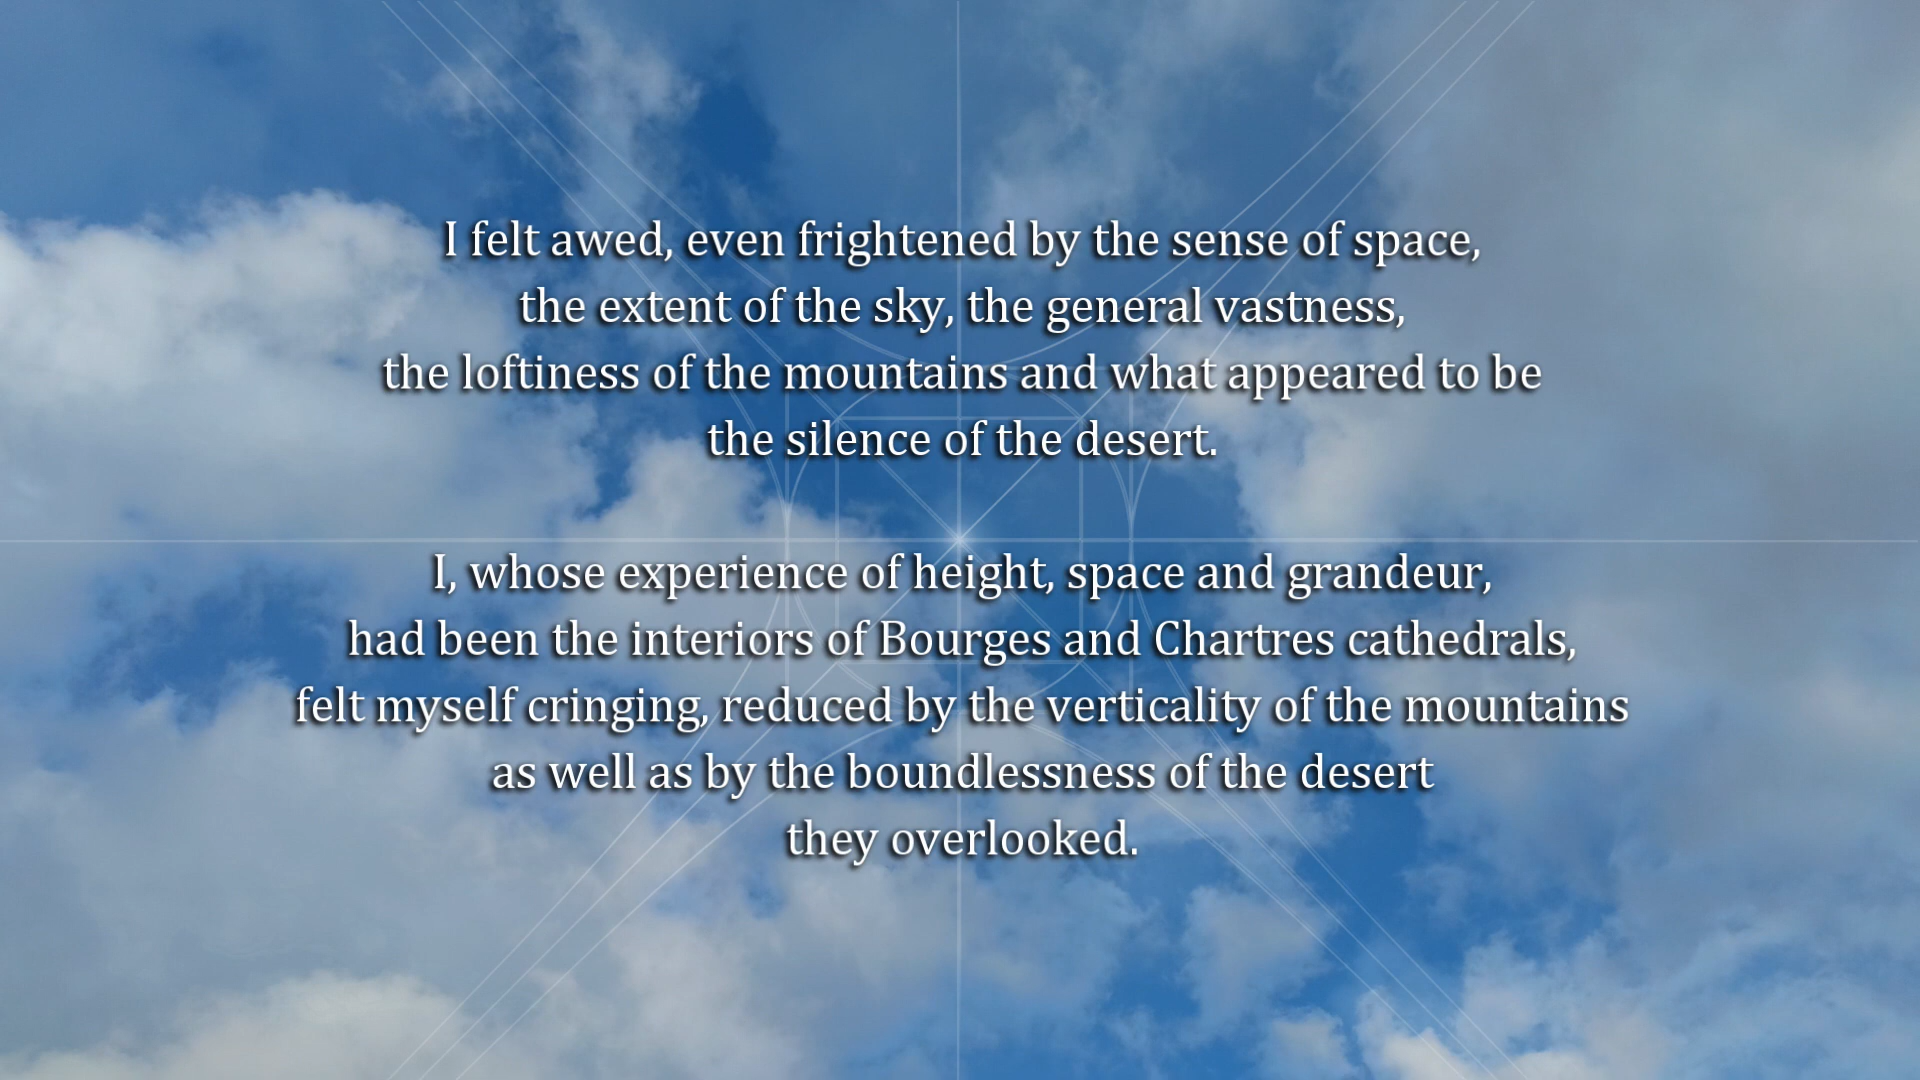 I felt awed, even frightened by the sense of space,
the extent of the sky, the general vastness,
the loftiness of the mountains and what appeared to be
the silence of the desert.
I, whose experience of height, space and grandeur,
had been the interiors of Bourges and Chartres cathedrals,
felt myself cringing, reduced by the verticality of the mountains
as well as by the boundlessness of the desert
they overlooked.